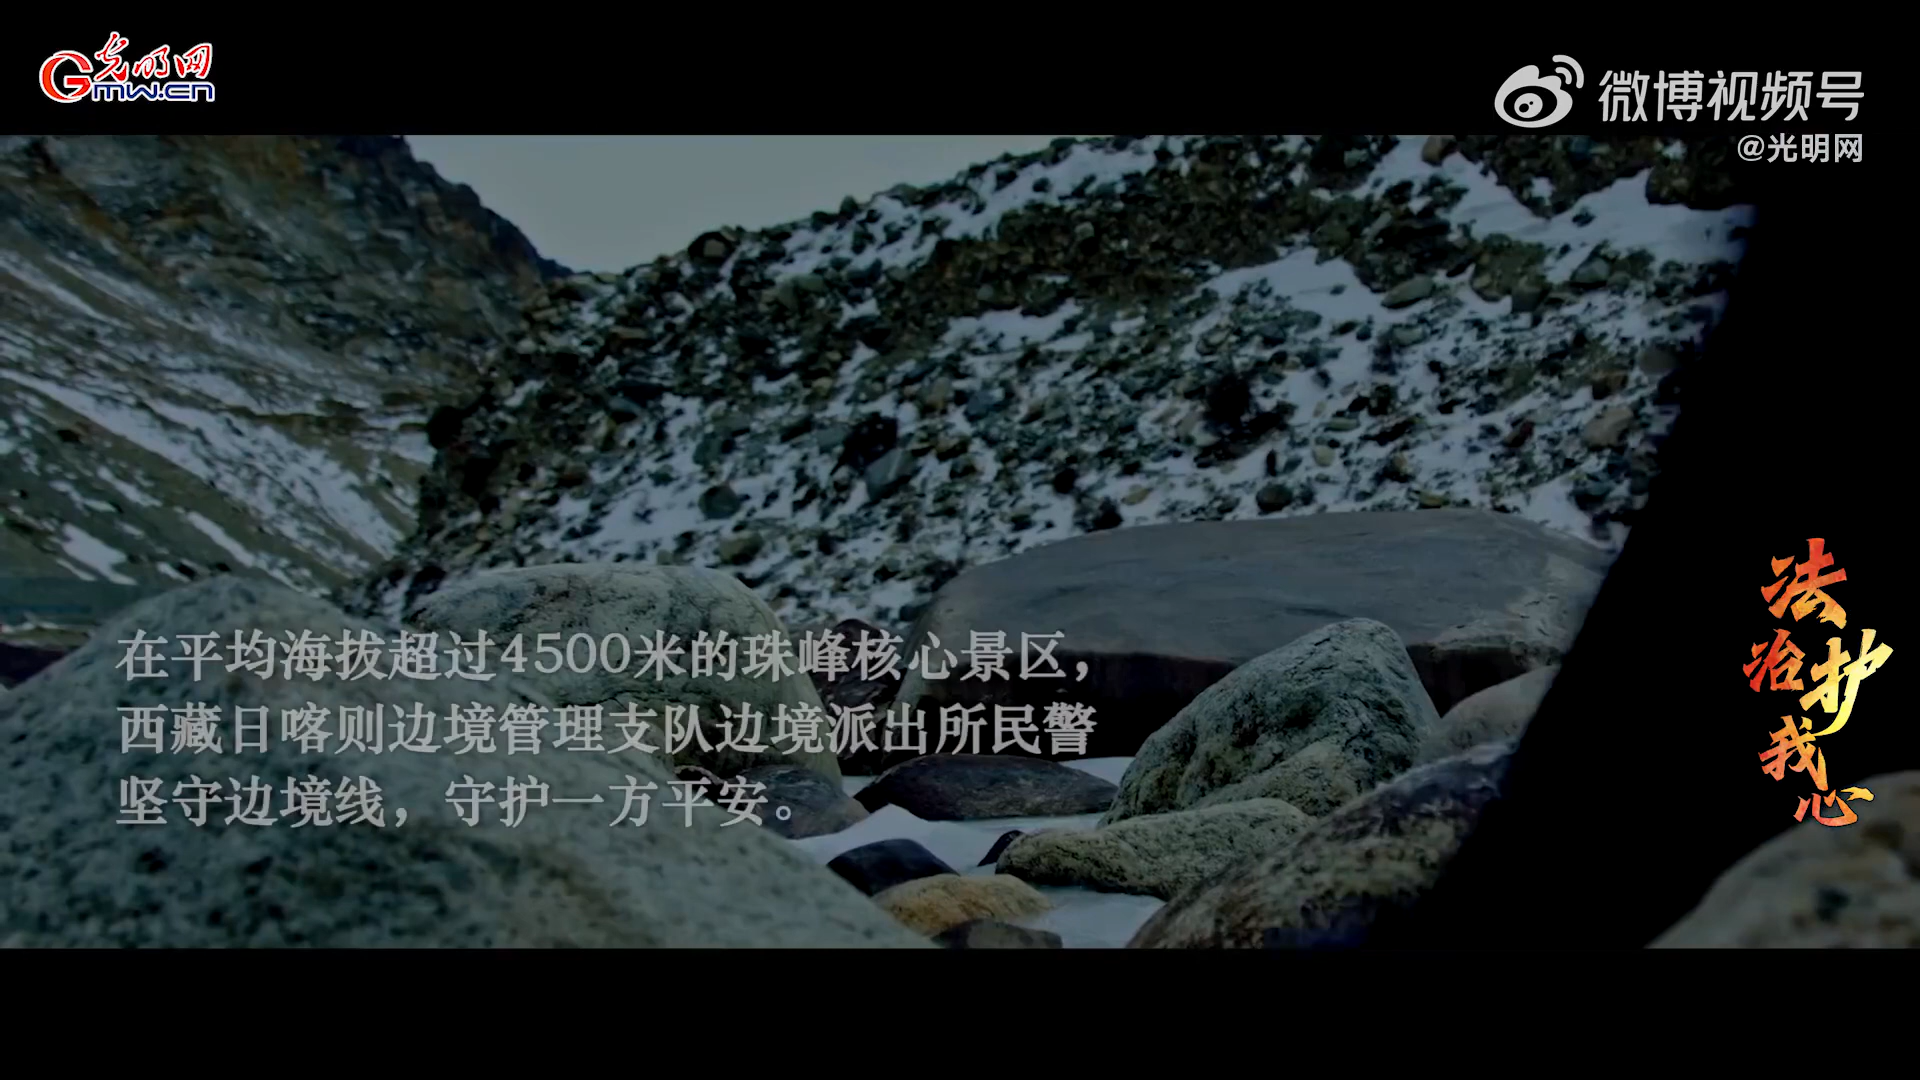 光明网
GMW.cn
微博视频号
@光明网
在平均海拔超过4500米的珠峰核心景区，
西藏日喀则边境管理支队边境派出所民警
坚守边境线，守护一方平安。
法治护我心